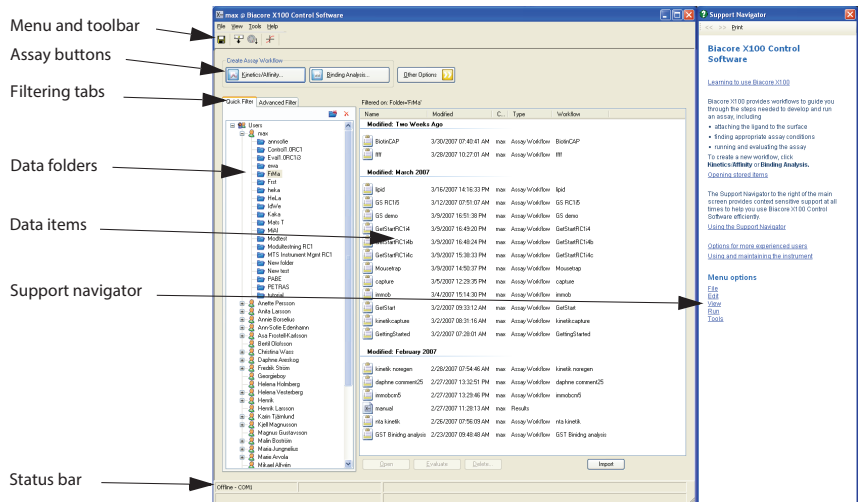 Menu and toolbar
Assay buttons
Filtering tabs
Data folders
Data items
Support navigator
Status bar
max @ Biacore X100 Control Software
File View Tools Help
Create Assay Workflow
Kinetics/Affinity... Binding Analysis... Other Options
Quick Filter Advanced Filter
Filtered on: Folder='FiMa'
Users
max
annsofie
Control1.0RC1
Eval1.0RC1i3
ewa
FiMa
Frst
heka
HeLa
IdWe
Kaka
Mats T
MiAl
Modtest
Modultestning RC1
MTS Instrument Mgmt RC1
New folder
New test
PABE
PETRAS
tutorial
Anette Persson
Anita Larsson
Annie Borselius
Ann-Sofie Edenhamn
Asa Frostell-Karlsson
Bertil Olofsson
Christina Wass
Daphne Areskog
Fredrik Ström
Georgieboy
Helena Holmberg
Helena Vesterberg
Henrik
Henrik Larsson
Karin Tjärnlund
Kjell Magnusson
Magnus Gustavsson
Malin Boström
Maria Jungnelius
Marie Arvola
Mikael Alfvén
Name Modified C... Type Workflow
Modified: Two Weeks Ago
BiotinCAP 3/30/2007 07:40:41 AM max Assay Workflow BiotinCAP
ffff 3/28/2007 10:27:01 AM max Assay Workflow ffff
Modified: March 2007
lipid 3/16/2007 14:16:33 PM max Assay Workflow lipid
GS RC1i5 3/12/2007 07:51:07 AM max Assay Workflow GS RC1i5
GS demo 3/9/2007 16:51:38 PM max Assay Workflow GS demo
GetStartRC1i4 3/9/2007 16:49:20 PM max Assay Workflow GetStartRC1i4
GetStartRC1i4b 3/9/2007 16:48:24 PM max Assay Workflow GetStartRC1i4b
GetStartRC1i4c 3/9/2007 15:38:33 PM max Assay Workflow GetStartRC1i4c
Mousetrap 3/9/2007 14:50:37 PM max Assay Workflow Mousetrap
capture 3/5/2007 12:29:35 PM max Assay Workflow capture
immob 3/4/2007 15:14:30 PM max Assay Workflow immob
GetStart 3/2/2007 09:33:12 AM max Assay Workflow GetStart
kinetikcapture 3/2/2007 08:31:16 AM max Assay Workflow kinetikcapture
GettingStarted 3/2/2007 07:28:01 AM max Assay Workflow GettingStarted
Modified: February 2007
kinetik noregen 2/28/2007 07:54:46 AM max Assay Workflow kinetik noregen
daphne comment25 2/27/2007 13:32:51 PM max Assay Workflow daphne comment25
immobcm5 2/27/2007 13:29:46 PM max Assay Workflow immobcm5
manual 2/27/2007 11:28:13 AM max Results
nta kinetik 2/26/2007 07:56:09 AM max Assay Workflow nta kinetik
GST Binidng analysis 2/23/2007 09:48:48 AM max Assay Workflow GST Binidng analysis
Open Evaluate Delete... Import
Offline - COM1
Support Navigator
<< >> Print
Biacore X100 Control
Software
Learning to use Biacore X100
Biacore X100 provides workflows to guide you
through the steps needed to develop and run
an assay, including
• attaching the ligand to the surface
• finding appropriate assay conditions
• running and evaluating the assay
To create a new workflow, click
Kinetics/Affinity or Binding Analysis.
Opening stored items
The Support Navigator to the right of the main
screen provides context sensitive support at all
times to help you use Biacore X100 Control
Software efficiently.
Using the Support Navigator
Options for more experienced users
Using and maintaining the instrument
Menu options
File
Edit
View
Run
Tools